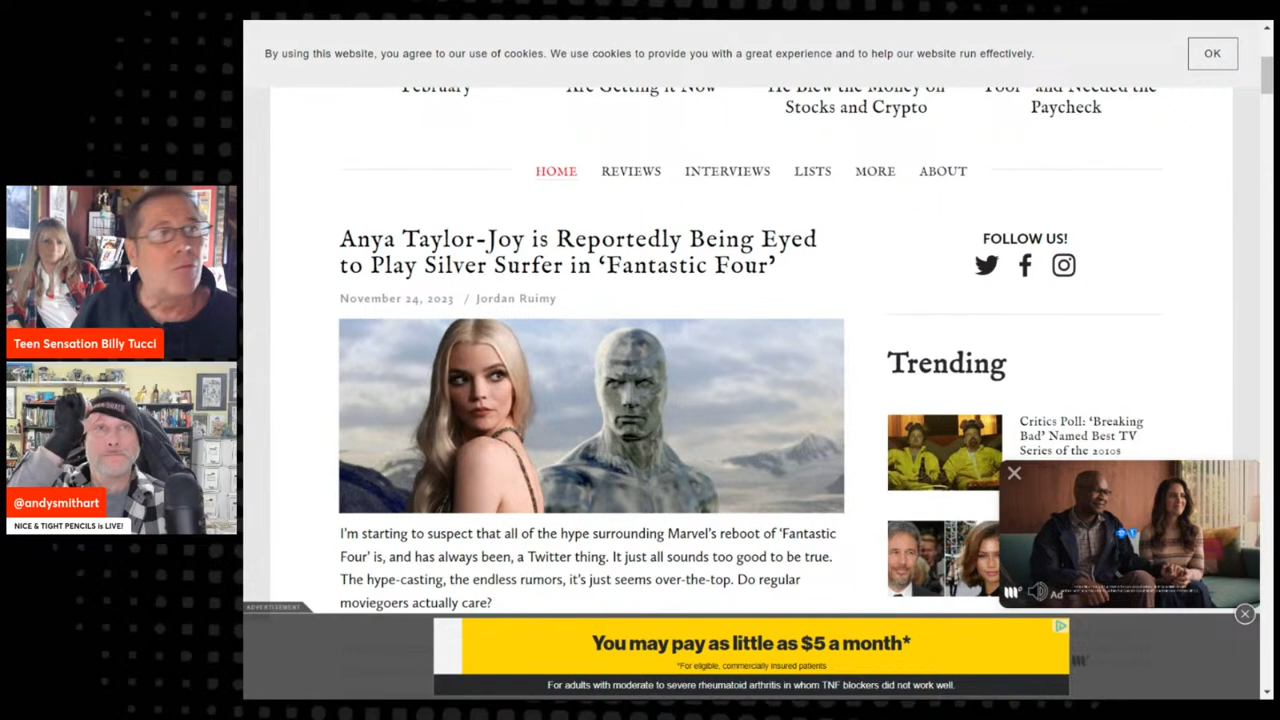 By using this website, you agree to our use of cookies. We use cookies to provide you with a great experience and to help our website run effectively.
OK
February
Are Getting it Now
He Blew the Money on
Stocks and Crypto
Poor" and Needed the
Paycheck
HOME
REVIEWS
INTERVIEWS
LISTS
MORE
ABOUT
Anya Taylor-Joy is Reportedly Being Eyed
to Play Silver Surfer in ‘Fantastic Four’
November 24, 2023 / Jordan Ruimy
FOLLOW US!
Trending
Critics Poll: ‘Breaking
Bad’ Named Best TV
Series of the 2010s
I’m starting to suspect that all of the hype surrounding Marvel’s reboot of ‘Fantastic
Four’ is, and has always been, a Twitter thing. It just all sounds too good to be true.
The hype-casting, the endless rumors, it’s just seems over-the-top. Do regular
moviegoers actually care?
Ad
ADVERTISEMENT
You may pay as little as $5 a month*
*For eligible, commercially insured patients
For adults with moderate to severe rheumatoid arthritis in whom TNF blockers did not work well.
Teen Sensation Billy Tucci
@andysmithart
NICE & TIGHT PENCILS is LIVE!